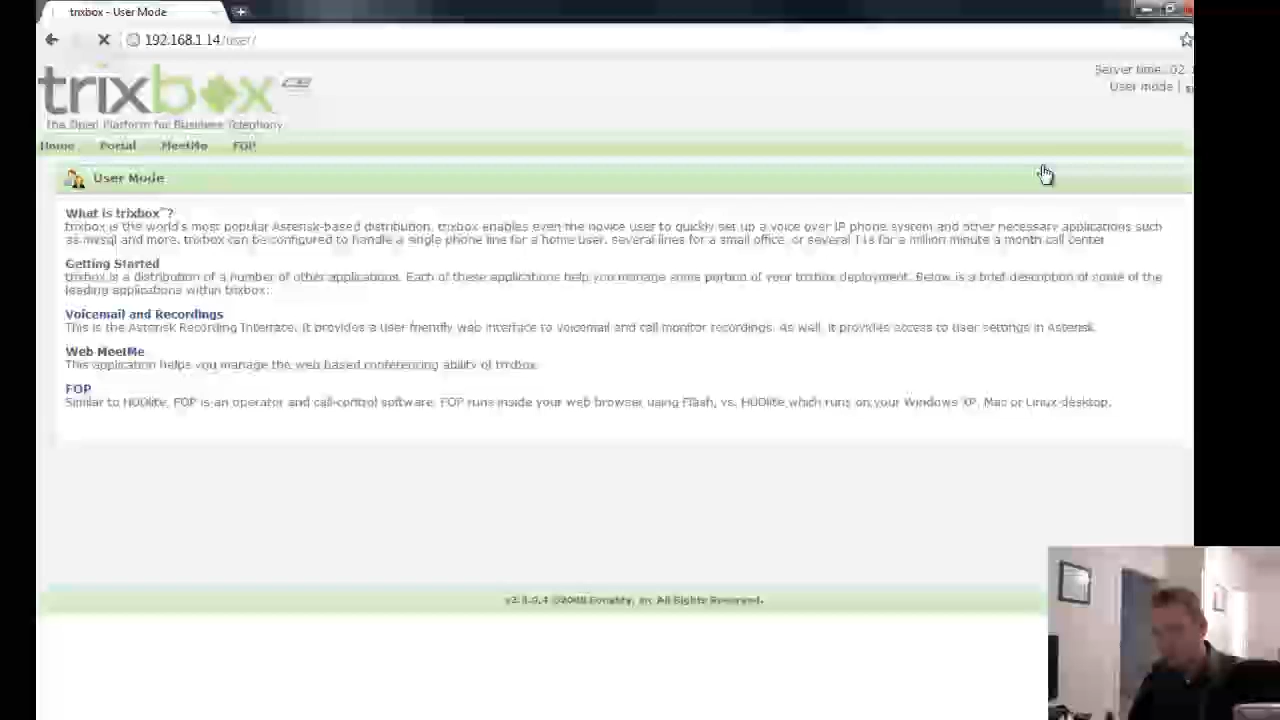 trixbox - User Mode
192.168.1.14/user/
trixbox CE
The Open Platform for Business Telephony
Server time: 02
User mode |
Home Portal MeetMe FOP
User Mode
What is trixbox™?
trixbox is the world's most popular Asterisk-based distribution. trixbox enables even the novice user to quickly set up a voice over IP phone system and other necessary applications such
as mysql and more. trixbox can be configured to handle a single phone line for a home user, several lines for a small office, or several T1s for a million minute a month call center
Getting Started
trixbox is a distribution of a number of other applications. Each of these applications help you manage some portion of your trixbox deployment. Below is a brief description of some of the
leading applications within trixbox:
Voicemail and Recordings
This is the Asterisk Recording Interface. It provides a user friendly web interface to voicemail and call monitor recordings. As well, it provides access to user settings in Asterisk.
Web MeetMe
This application helps you manage the web based conferencing ability of trixbox.
FOP
Similar to HUDlite, FOP is an operator and call-control software. FOP runs inside your web browser using Flash, vs. HUDlite which runs on your Windows XP, Mac or Linux desktop.
All Rights Reserved.